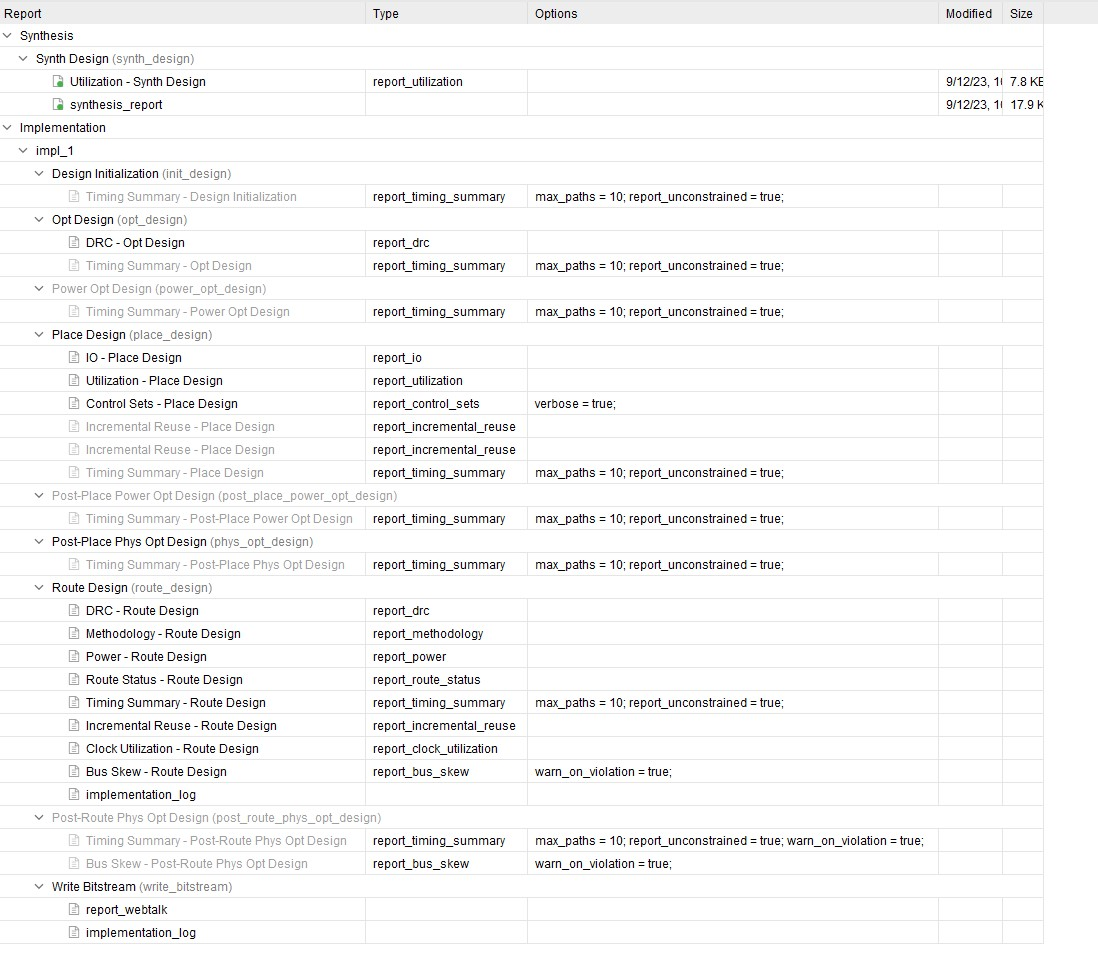 Report Type Options Modified Size
Synthesis
Synth Design (synth_design)
Utilization - Synth Design report_utilization 9/12/23, 10 7.8 KB
synthesis_report 9/12/23, 10 17.9 K
Implementation
impl_1
Design Initialization (init_design)
Timing Summary - Design Initialization report_timing_summary max_paths = 10; report_unconstrained = true;
Opt Design (opt_design)
DRC - Opt Design report_drc
Timing Summary - Opt Design report_timing_summary max_paths = 10; report_unconstrained = true;
Power Opt Design (power_opt_design)
Timing Summary - Power Opt Design report_timing_summary max_paths = 10; report_unconstrained = true;
Place Design (place_design)
IO - Place Design report_io
Utilization - Place Design report_utilization
Control Sets - Place Design report_control_sets verbose = true;
Incremental Reuse - Place Design report_incremental_reuse
Incremental Reuse - Place Design report_incremental_reuse
Timing Summary - Place Design report_timing_summary max_paths = 10; report_unconstrained = true;
Post-Place Power Opt Design (post_place_power_opt_design)
Timing Summary - Post-Place Power Opt Design report_timing_summary max_paths = 10; report_unconstrained = true;
Post-Place Phys Opt Design (phys_opt_design)
Timing Summary - Post-Place Phys Opt Design report_timing_summary max_paths = 10; report_unconstrained = true;
Route Design (route_design)
DRC - Route Design report_drc
Methodology - Route Design report_methodology
Power - Route Design report_power
Route Status - Route Design report_route_status
Timing Summary - Route Design report_timing_summary max_paths = 10; report_unconstrained = true;
Incremental Reuse - Route Design report_incremental_reuse
Clock Utilization - Route Design report_clock_utilization
Bus Skew - Route Design report_bus_skew warn_on_violation = true;
implementation_log
Post-Route Phys Opt Design (post_route_phys_opt_design)
Timing Summary - Post-Route Phys Opt Design report_timing_summary max_paths = 10; report_unconstrained = true; warn_on_violation = true;
Bus Skew - Post-Route Phys Opt Design report_bus_skew warn_on_violation = true;
Write Bitstream (write_bitstream)
report_webtalk
implementation_log